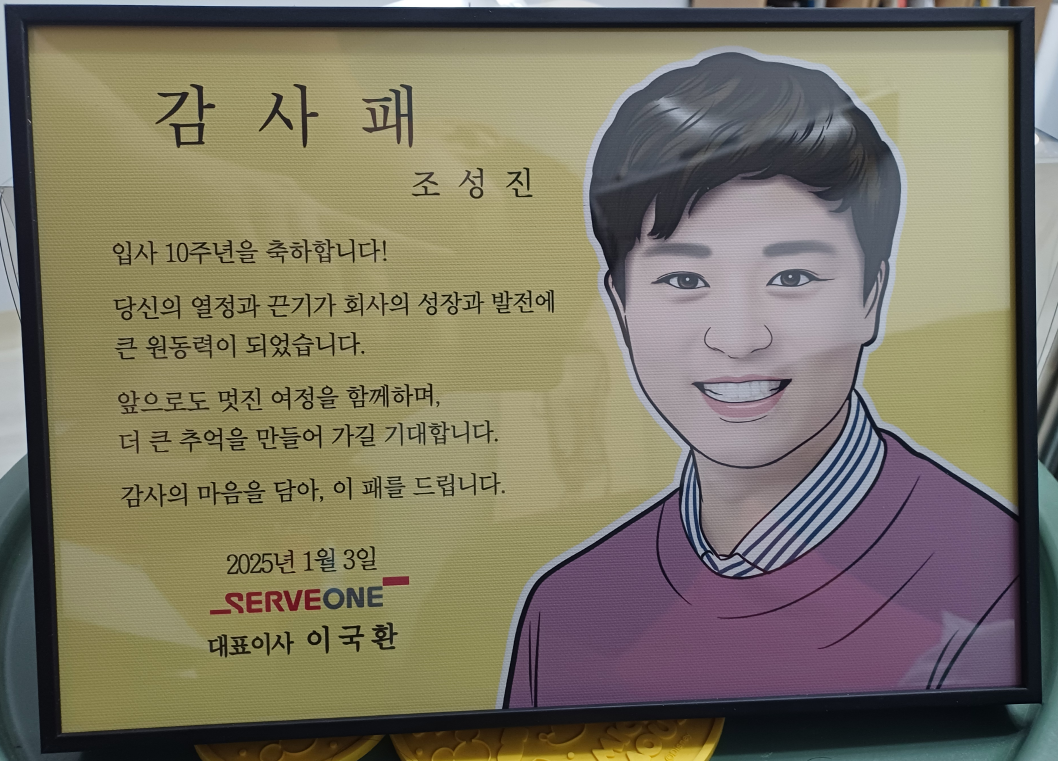 감 사 패
조 성 진
입사 10주년을 축하합니다!
당신의 열정과 끈기가 회사의 성장과 발전에
큰 원동력이 되었습니다.
앞으로도 멋진 여정을 함께하며,
더 큰 추억을 만들어 가길 기대합니다.
감사의 마음을 담아, 이 패를 드립니다.
2025년 1월 3일
SERVEONE
대표이사 이 국 환